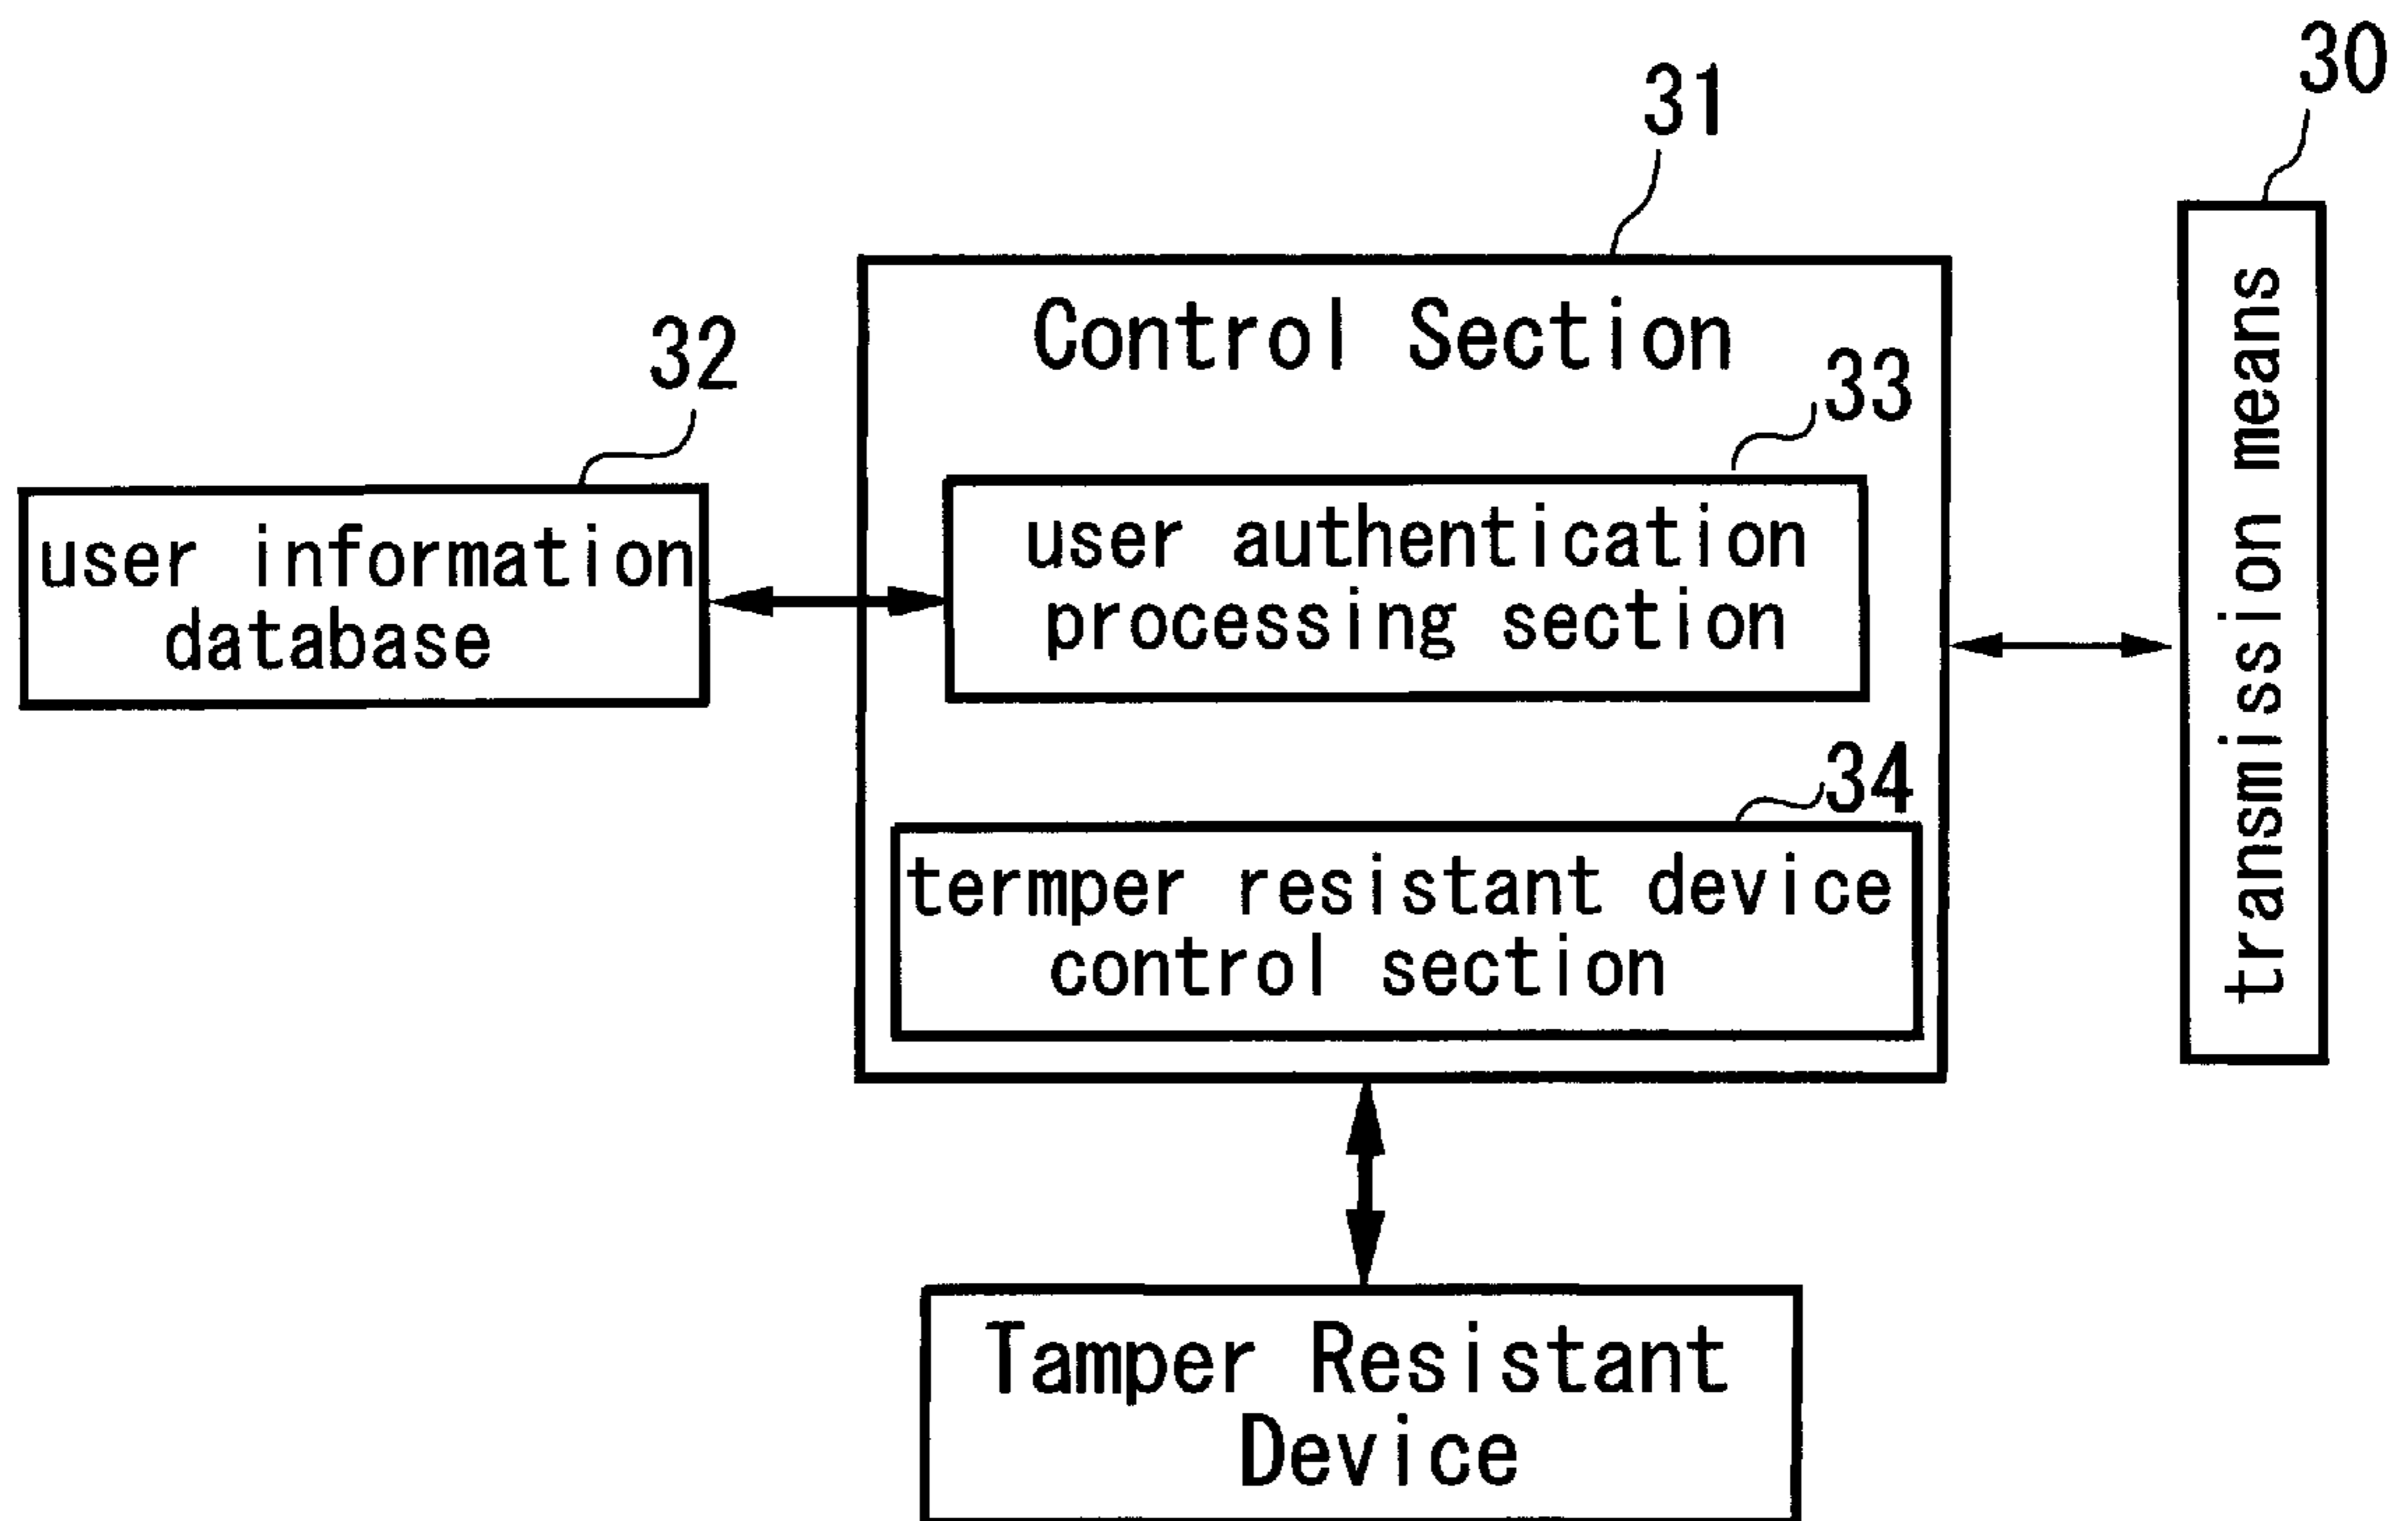 30
31
Control Section
32
33
user information
database
user authentication
processing section
transmission means
34
termper resistant device
control section
Tamper Resistant
Device